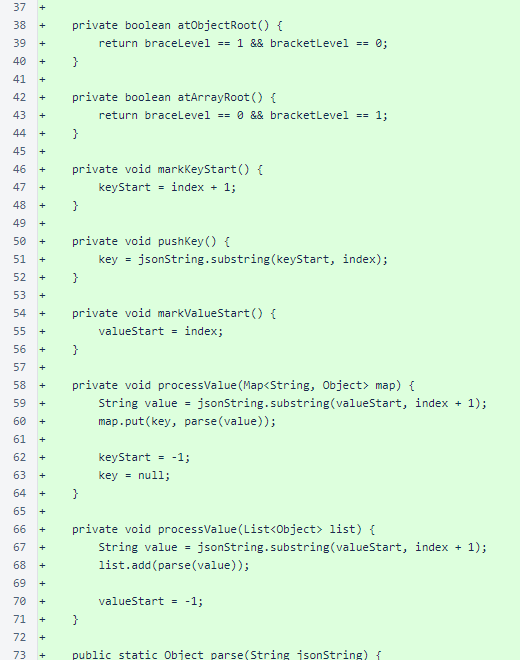 37 +
38 +    private boolean atObjectRoot() {
39 +        return braceLevel == 1 && bracketLevel == 0;
40 +    }
41 +
42 +    private boolean atArrayRoot() {
43 +        return braceLevel == 0 && bracketLevel == 1;
44 +    }
45 +
46 +    private void markKeyStart() {
47 +        keyStart = index + 1;
48 +    }
49 +
50 +    private void pushKey() {
51 +        key = jsonString.substring(keyStart, index);
52 +    }
53 +
54 +    private void markValueStart() {
55 +        valueStart = index;
56 +    }
57 +
58 +    private void processValue(Map<String, Object> map) {
59 +        String value = jsonString.substring(valueStart, index + 1);
60 +        map.put(key, parse(value));
61 +
62 +        keyStart = -1;
63 +        key = null;
64 +    }
65 +
66 +    private void processValue(List<Object> list) {
67 +        String value = jsonString.substring(valueStart, index + 1);
68 +        list.add(parse(value));
69 +
70 +        valueStart = -1;
71 +    }
72 +
73 +    public static Object parse(String jsonString) {